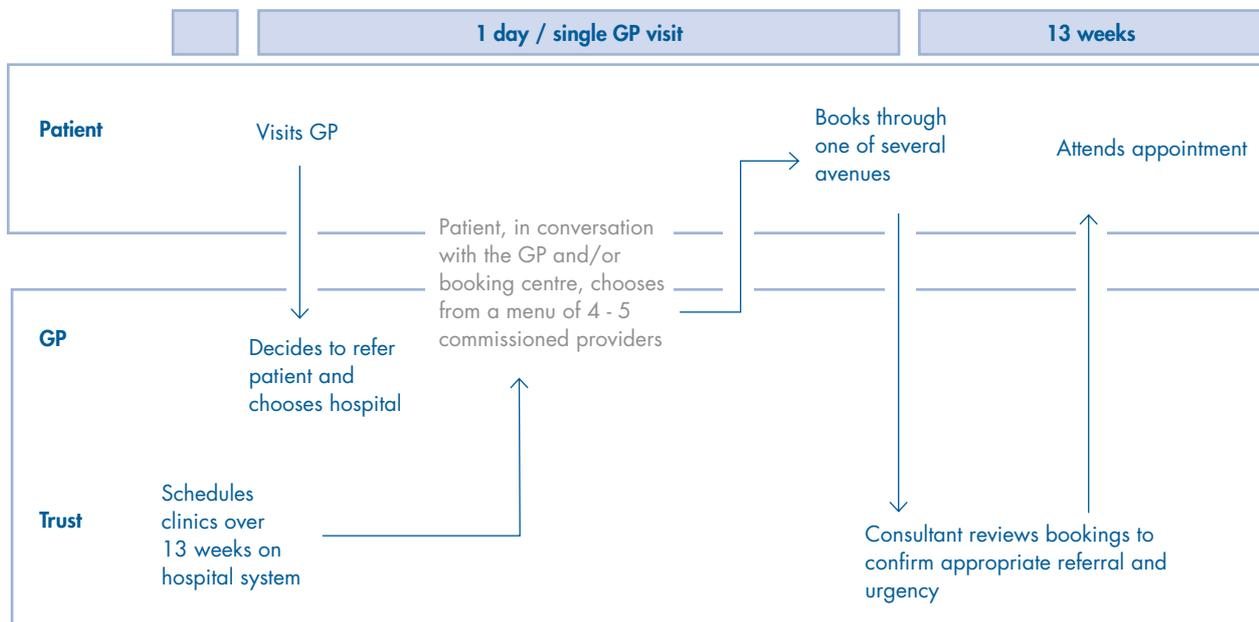 1 day / single GP visit
13 weeks
Patient
Visits GP
Books through
one of several
avenues
Attends appointment
Patient, in conversation
with the GP and/or
booking centre, chooses
from a menu of 4 - 5
commissioned providers
GP
Decides to refer
patient and
chooses hospital
Trust
Schedules
clinics over
13 weeks on
hospital system
Consultant reviews bookings to
confirm appropriate referral and
urgency